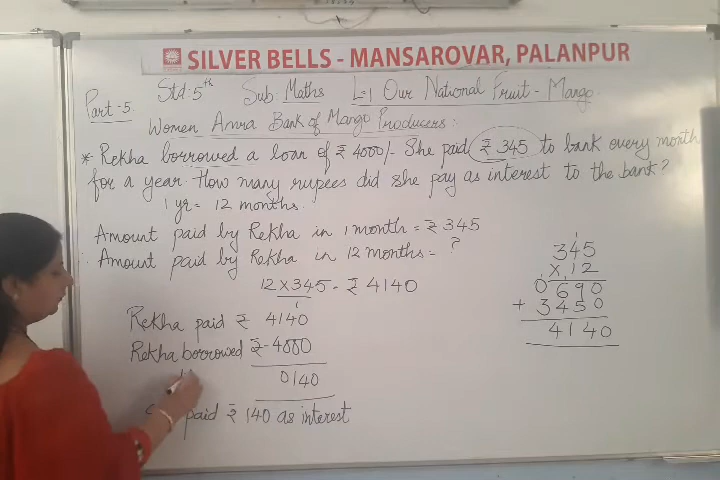 SILVER BELLS - MANSAROVAR, PALANPUR
Part-5. Std: 5th Sub: Maths L-1 Our National Fruit - Mango.
Women Amra Bank of Mango Producers:
* Rekha borrowed a loan of ₹ 4000/- She paid ₹ 345 to bank every month
for a year. How many rupees did she pay as interest to the bank?
1 yr = 12 months.
Amount paid by Rekha in 1 month = ₹ 345
∴ Amount paid by Rekha in 12 months = ?
12 × 345 = ₹ 4140
Rekha paid ₹ 4140
Rekha borrowed ₹ - 4000
0140
paid ₹ 140 as interest
1
345
× 12
0690
+ 3450
4140